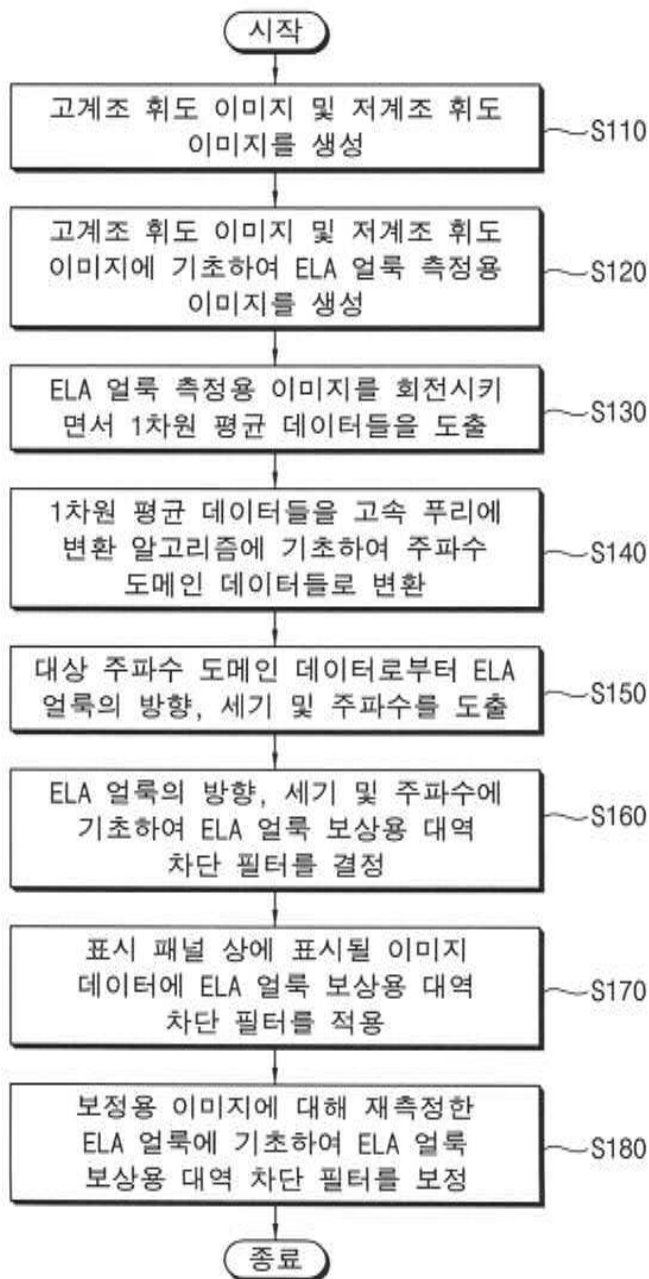 시작
고계조 휘도 이미지 및 저계조 휘도
이미지를 생성
S110
고계조 휘도 이미지 및 저계조 휘도
이미지에 기초하여 ELA 얼룩 측정용
이미지를 생성
S120
ELA 얼룩 측정용 이미지를 회전시키
면서 1차원 평균 데이터들을 도출
S130
1차원 평균 데이터들을 고속 푸리에
변환 알고리즘에 기초하여 주파수
도메인 데이터들로 변환
S140
대상 주파수 도메인 데이터로부터 ELA
얼룩의 방향, 세기 및 주파수를 도출
S150
ELA 얼룩의 방향, 세기 및 주파수에
기초하여 ELA 얼룩 보상용 대역
차단 필터를 결정
S160
표시 패널 상에 표시될 이미지
데이터에 ELA 얼룩 보상용 대역
차단 필터를 적용
S170
보정용 이미지에 대해 재측정한
ELA 얼룩에 기초하여 ELA 얼룩
보상용 대역 차단 필터를 보정
S180
종료